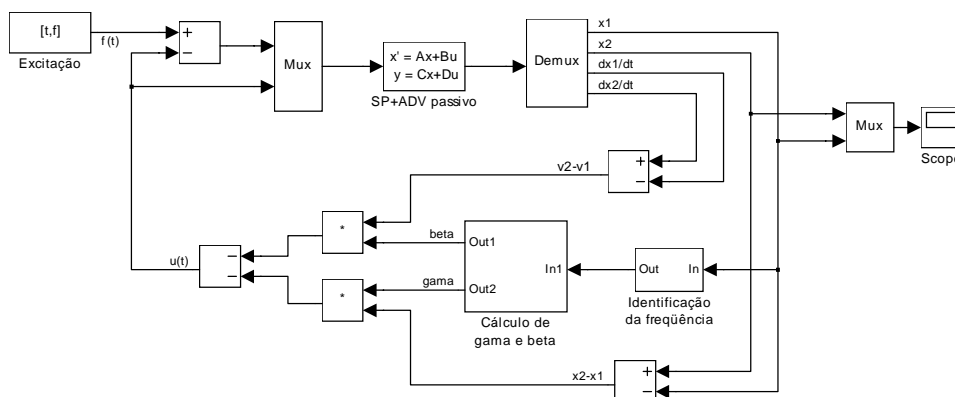 [t,f]
f(t)
Excitação
+
−
Mux
x' = Ax+Bu
y = Cx+Du
SP+ADV passivo
Demux
x1
x2
dx1/dt
dx2/dt
Mux
Scope
+
−
v2-v1
*
beta
Out1
−
−
u(t)
In1
Out
In
gama
Out2
*
Identificação
da freqüência
Cálculo de
gama e beta
x2-x1
+
−